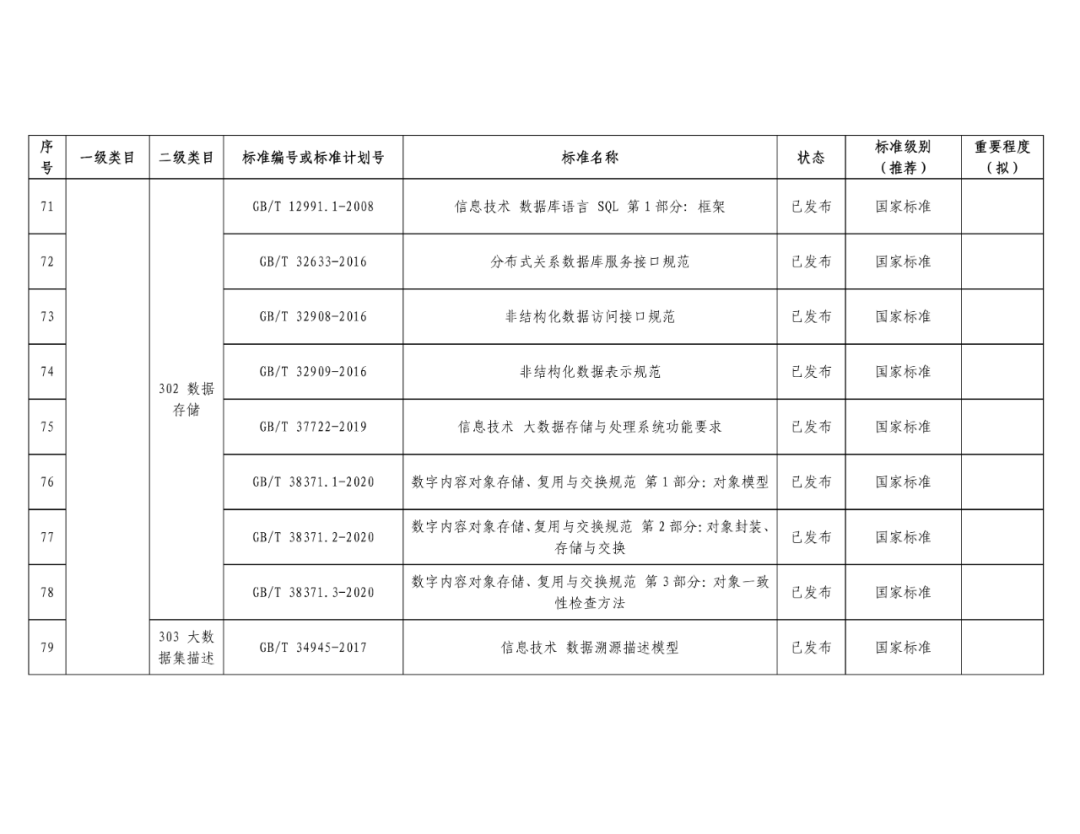 序号 一级类目 二级类目 标准编号或标准计划号 标准名称 状态 标准级别（推荐） 重要程度（拟）
71 GB/T 12991.1-2008 信息技术 数据库语言 SQL 第1部分：框架 已发布 国家标准
72 GB/T 32633-2016 分布式关系数据库服务接口规范 已发布 国家标准
73 GB/T 32908-2016 非结构化数据访问接口规范 已发布 国家标准
74 GB/T 32909-2016 非结构化数据表示规范 已发布 国家标准
302 数据
存储
75 GB/T 37722-2019 信息技术 大数据存储与处理系统功能要求 已发布 国家标准
76 GB/T 38371.1-2020 数字内容对象存储、复用与交换规范 第1部分：对象模型 已发布 国家标准
77 GB/T 38371.2-2020 数字内容对象存储、复用与交换规范 第2部分：对象封装、
存储与交换 已发布 国家标准
78 GB/T 38371.3-2020 数字内容对象存储、复用与交换规范 第3部分：对象一致
性检查方法 已发布 国家标准
79 303 大数
据集描述 GB/T 34945-2017 信息技术 数据溯源描述模型 已发布 国家标准